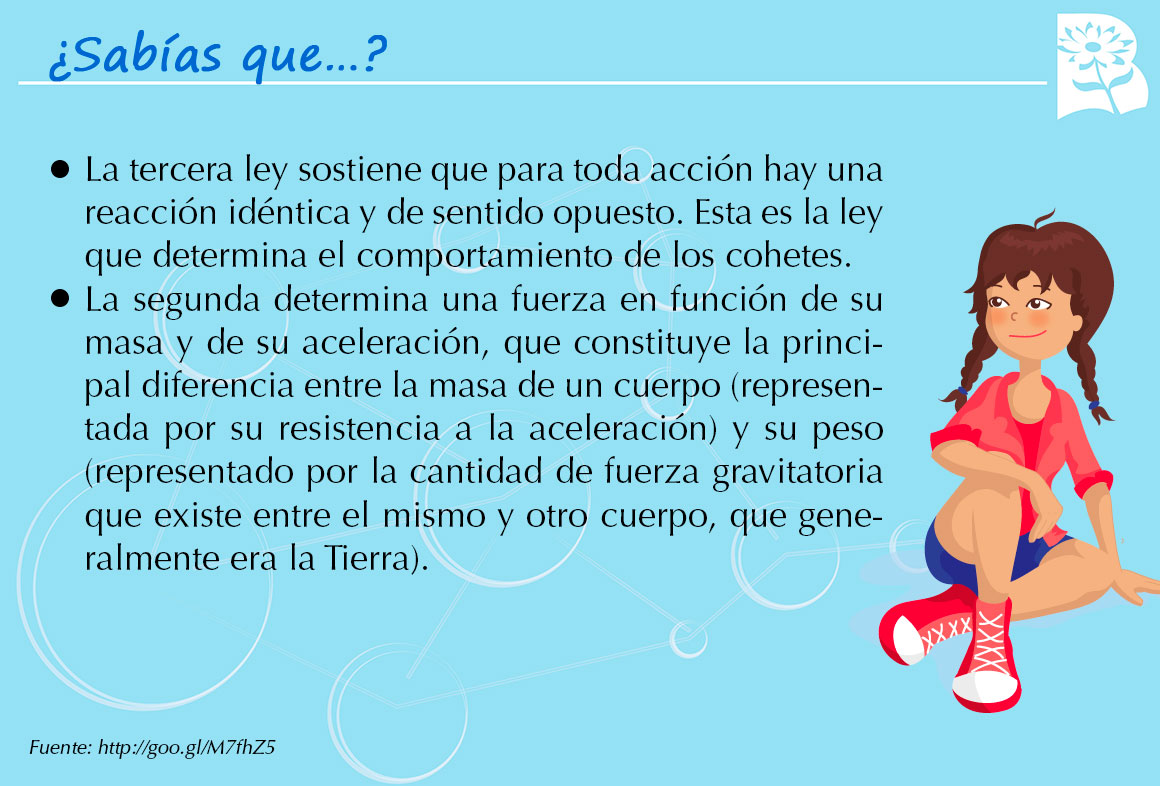 ¿Sabías que...?
● La tercera ley sostiene que para toda acción hay una
reacción idéntica y de sentido opuesto. Esta es la ley
que determina el comportamiento de los cohetes.
● La segunda determina una fuerza en función de su
masa y de su aceleración, que constituye la princi-
pal diferencia entre la masa de un cuerpo (represen-
tada por su resistencia a la aceleración) y su peso
(representado por la cantidad de fuerza gravitatoria
que existe entre el mismo y otro cuerpo, que gene-
ralmente era la Tierra).
Fuente: http://goo.gl/M7fhZ5